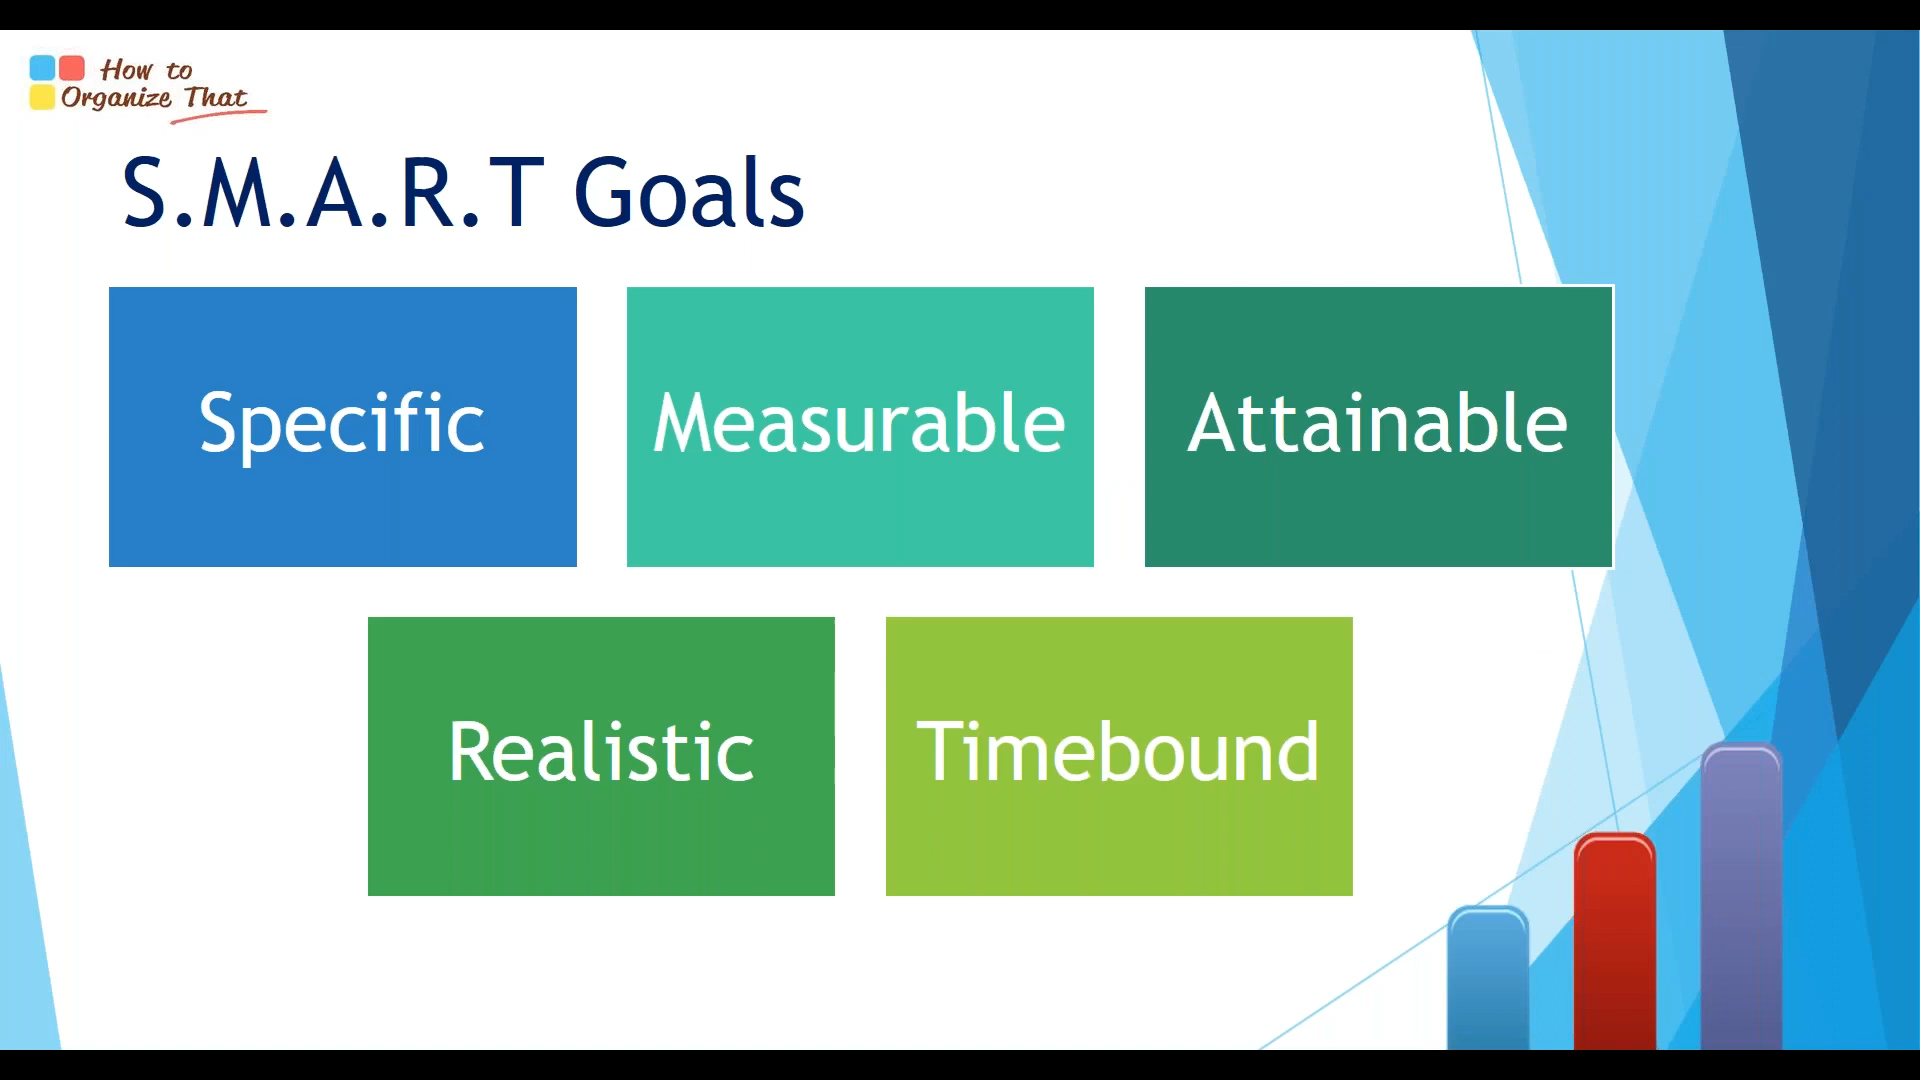 How to
Organize That
S.M.A.R.T Goals
Specific
Measurable
Attainable
Realistic
Timebound